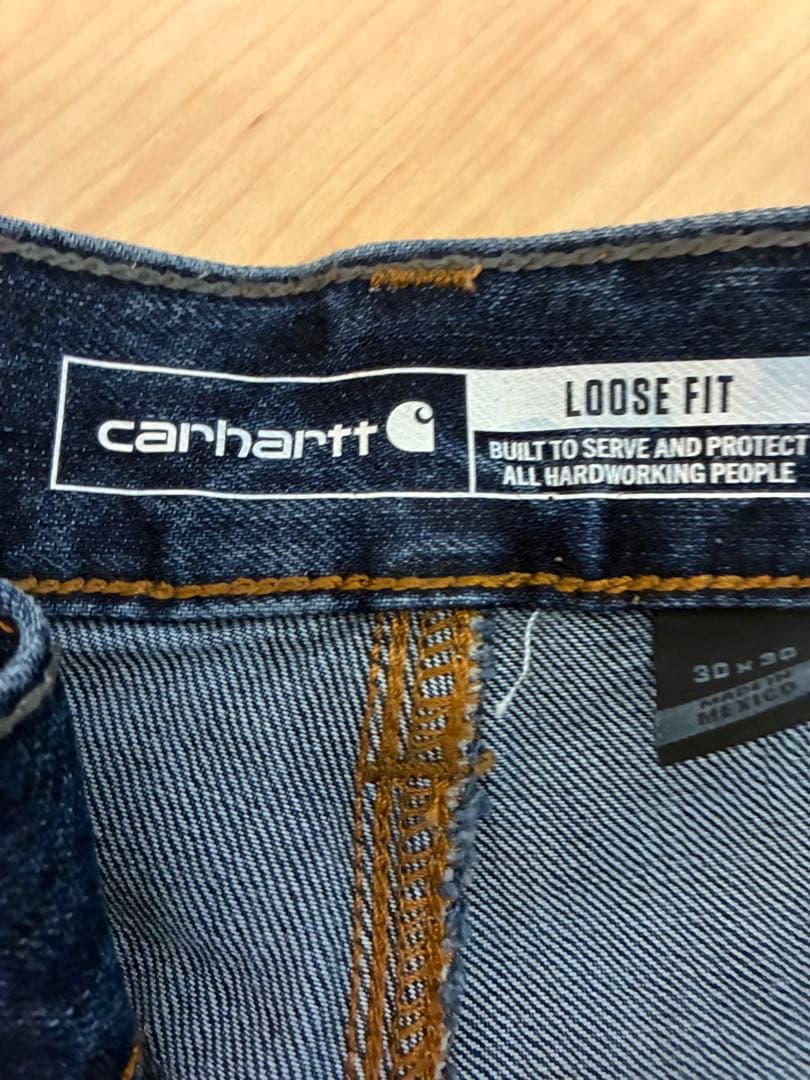 carhartt
LOOSE FIT
BUILT TO SERVE AND PROTECT
ALL HARDWORKING PEOPLE
30 x 30
MADE IN
MEXICO